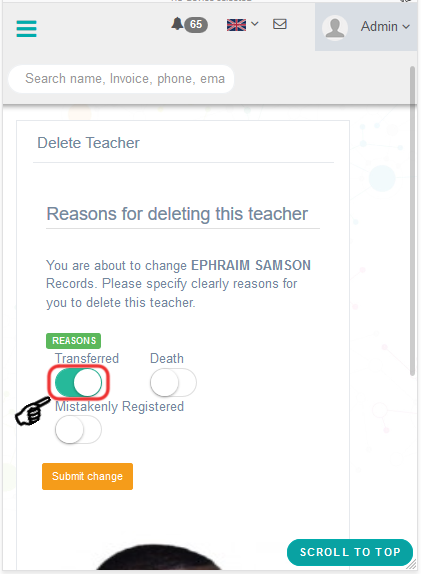 65
Admin
Search name, Invoice, phone, ema
Delete Teacher
Reasons for deleting this teacher
You are about to change EPHRAIM SAMSON
Records. Please specify clearly reasons for
you to delete this teacher.
REASONS
Transferred Death
Mistakenly Registered
Submit change
SCROLL TO TOP